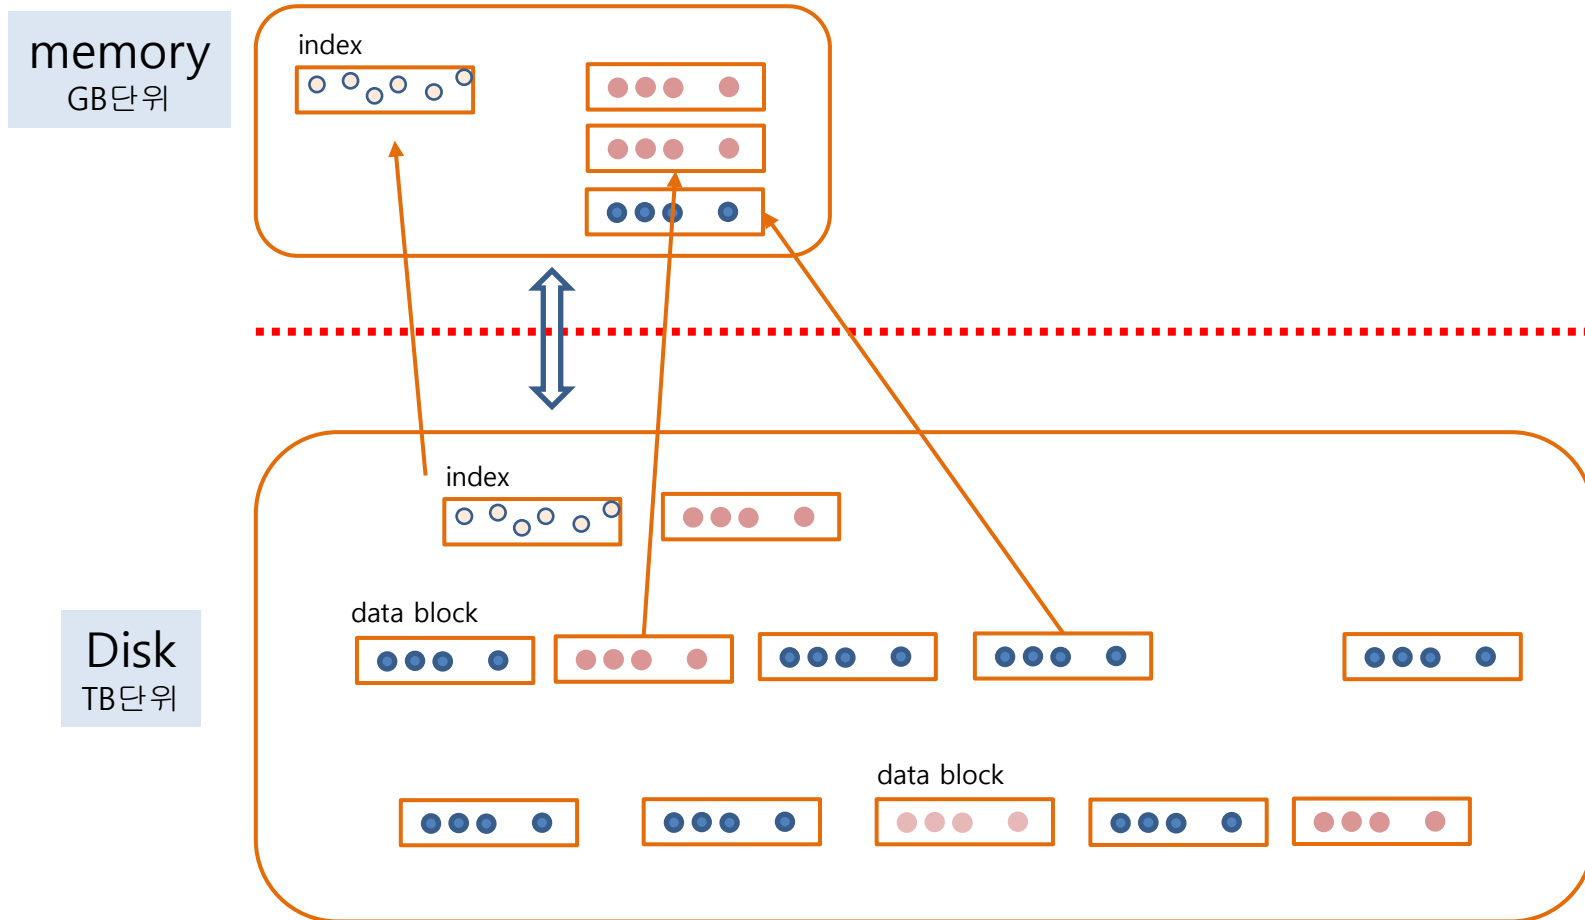 memory
GB단위
index
index
data block
Disk
TB단위
data block